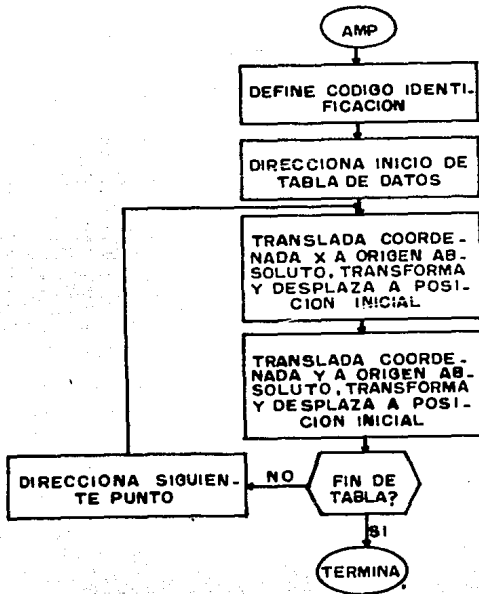 AMP
DEFINE CODIGO IDENTI-
FICACION
DIRECCIONA INICIO DE
TABLA DE DATOS
TRANSLADA COORDE-
NADA X A ORIGEN AB-
SOLUTO, TRANSFORMA
Y DESPLAZA A POSI-
CION INICIAL
TRANSLADA COORDE-
NADA Y A ORIGEN AB-
SOLUTO, TRANSFORMA
Y DESPLAZA A POSI-
CION INICIAL
FIN DE
TABLA?
NO
DIRECCIONA SIGUIEN-
TE PUNTO
SI
TERMINA